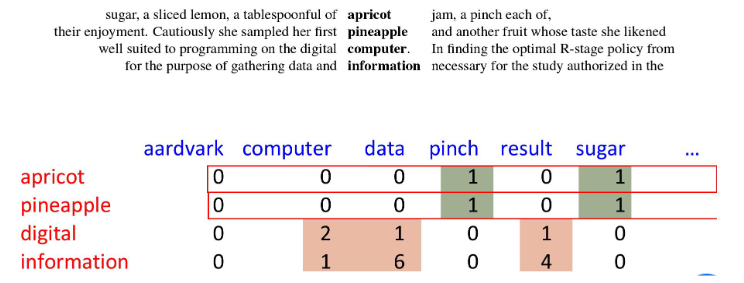 sugar, a sliced lemon, a tablespoonful of apricot jam, a pinch each of,
their enjoyment. Cautiously she sampled her first pineapple and another fruit whose taste she likened
well suited to programming on the digital computer. In finding the optimal R-stage policy from
for the purpose of gathering data and information necessary for the study authorized in the
aardvark computer data pinch result sugar ...
apricot 0 0 0 1 0 1
pineapple 0 0 0 1 0 1
digital 0 2 1 0 1 0
information 0 1 6 0 4 0